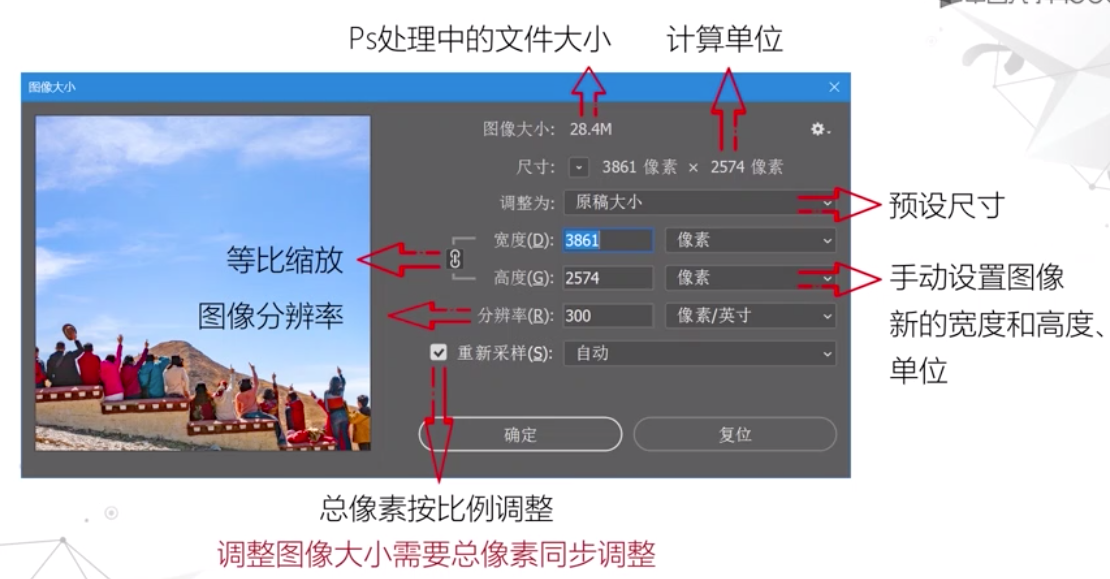 Ps处理中的文件大小 计算单位
图像大小
图像大小: 28.4M
尺寸: 3861 像素 × 2574 像素
调整为: 原稿大小
预设尺寸
等比缩放
宽度(D): 3861 像素
高度(G): 2574 像素
手动设置图像
新的宽度和高度、
单位
图像分辨率
分辨率(R): 300 像素/英寸
重新采样(S): 自动
确定 复位
总像素按比例调整
调整图像大小需要总像素同步调整